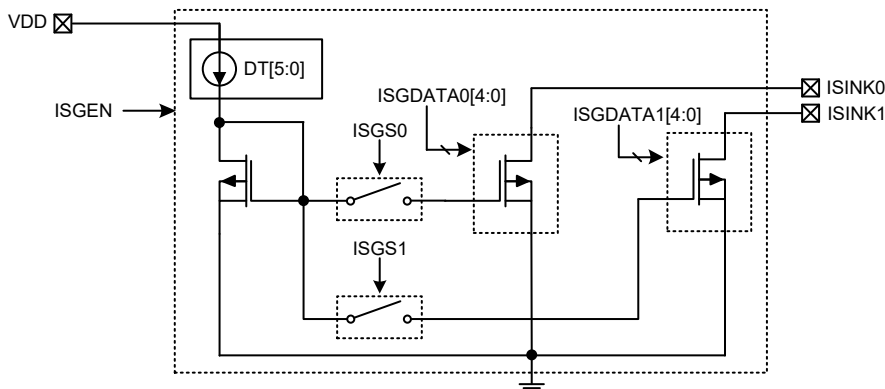 VDD
DT[5:0]
ISGEN
ISGDATA0[4:0]
ISINK0
ISGDATA1[4:0]
ISINK1
ISGS0
ISGS1